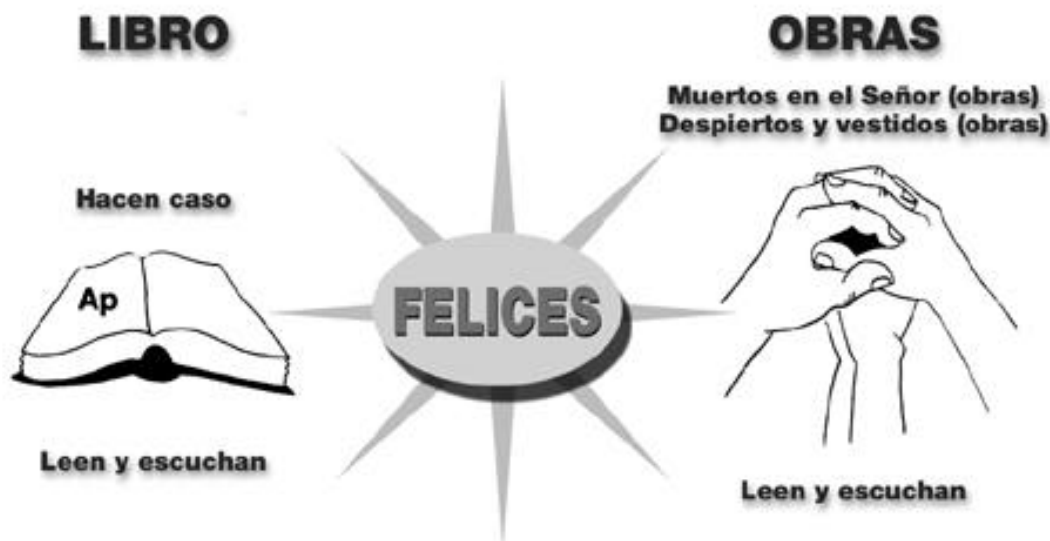 LIBRO
Hacen caso
Ap
Leen y escuchan
FELICES
OBRAS
Muertos en el Señor (obras)
Despiertos y vestidos (obras)
Leen y escuchan